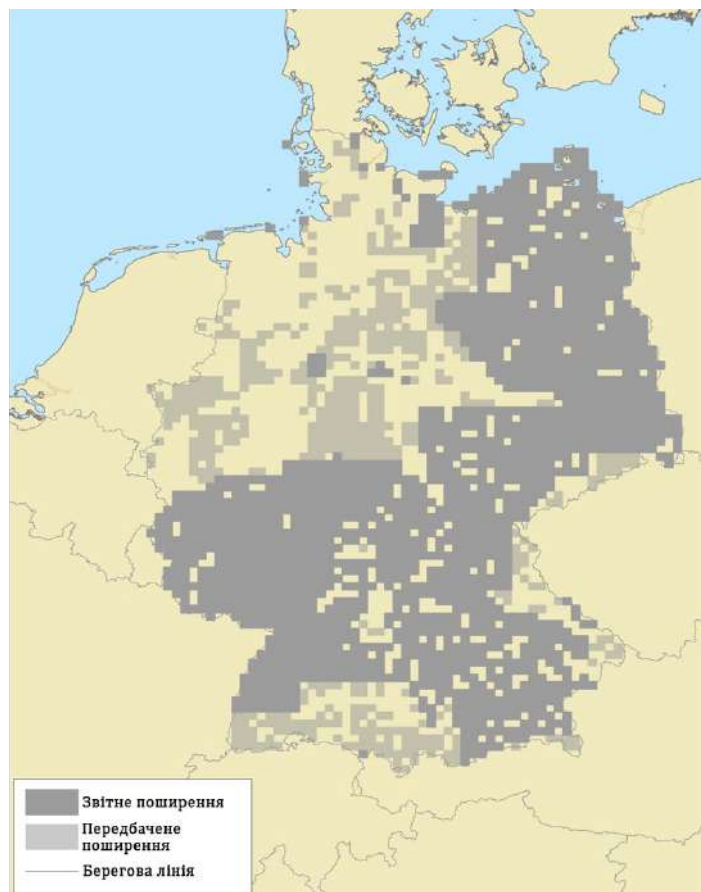 Звітне поширення
Передбачене
поширення
Берегова лінія